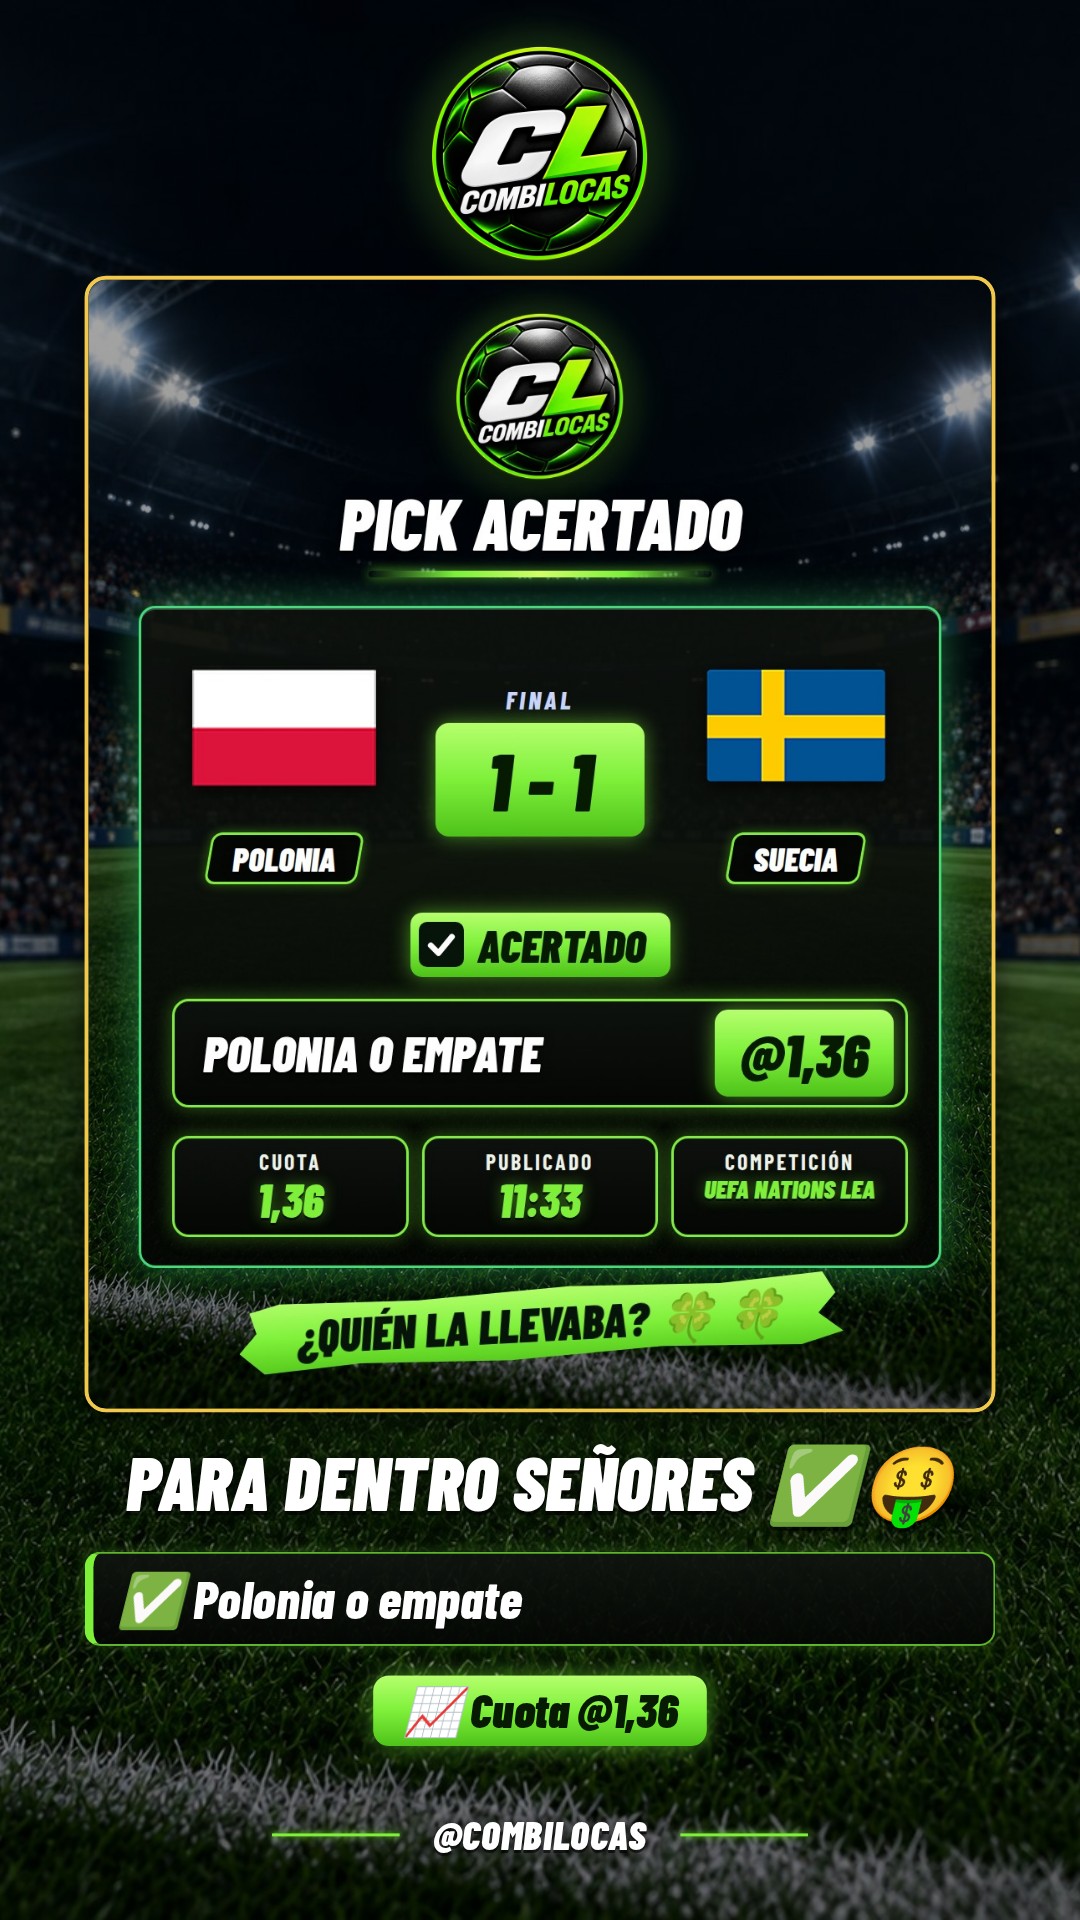 CL
COMBILOCAS
CL
COMBILOCAS
PICK ACERTADO
FINAL
1 - 1
POLONIA
SUECIA
ACERTADO
POLONIA O EMPATE
@1,36
CUOTA
1,36
PUBLICADO
11:33
COMPETICIÓN
UEFA NATIONS LEA
¿QUIÉN LA LLEVABA? 🍀 🍀
PARA DENTRO SEÑORES ✅🤑
✅ Polonia o empate
📈 Cuota @1,36
@COMBILOCAS